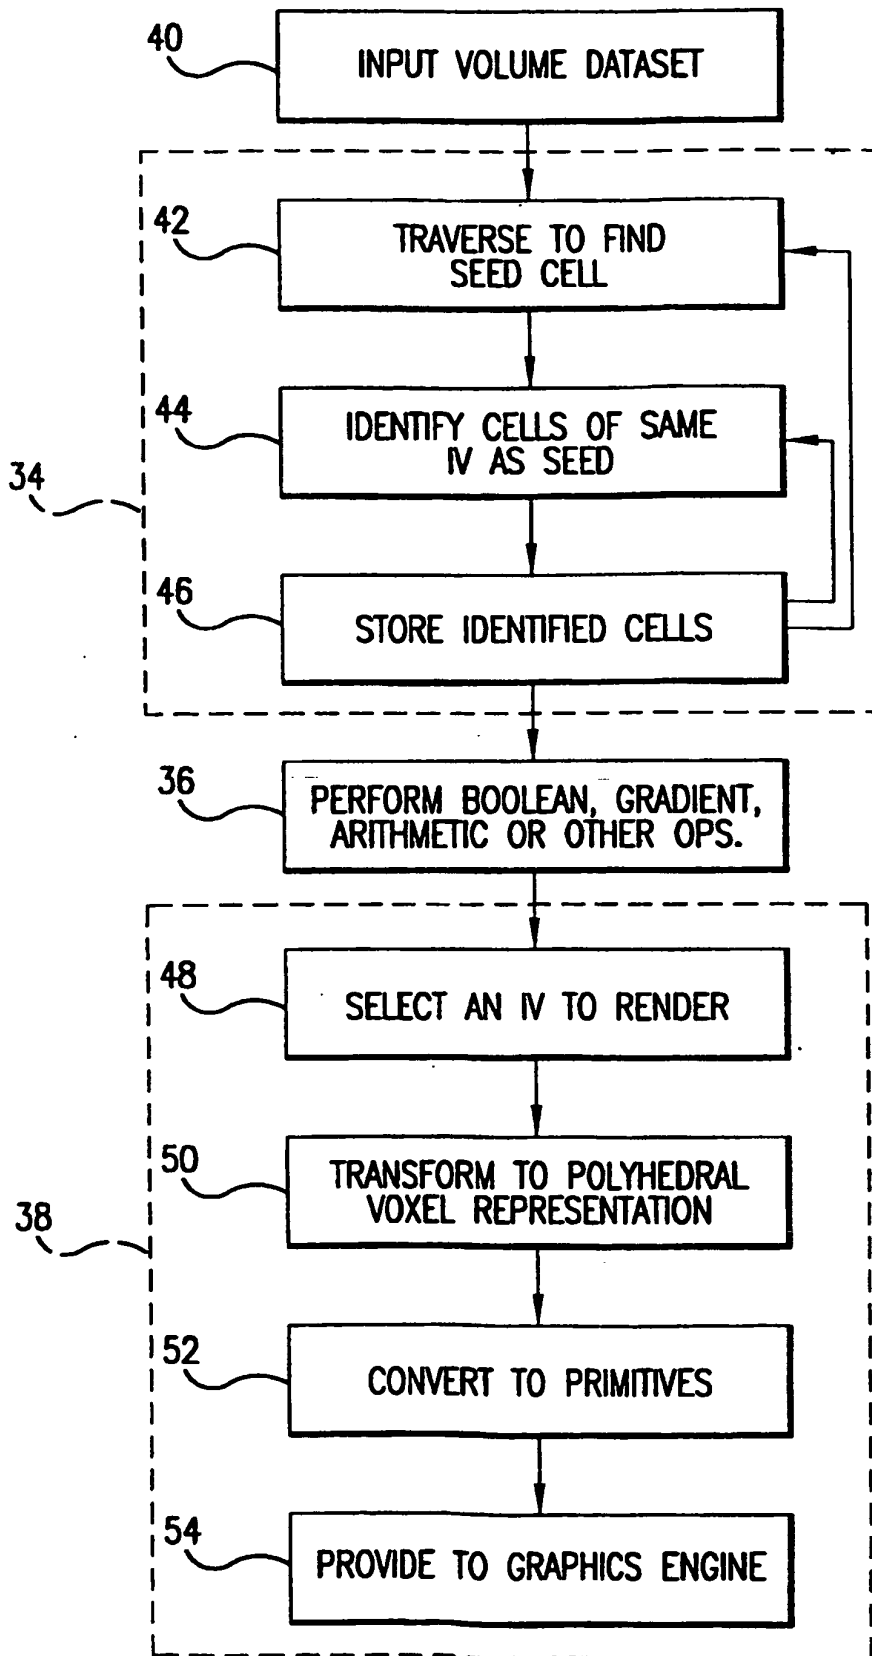 40
INPUT VOLUME DATASET
42
TRAVERSE TO FIND
SEED CELL
44
IDENTIFY CELLS OF SAME
IV AS SEED
34
46
STORE IDENTIFIED CELLS
36
PERFORM BOOLEAN, GRADIENT,
ARITHMETIC OR OTHER OPS.
48
SELECT AN IV TO RENDER
50
TRANSFORM TO POLYHEDRAL
VOXEL REPRESENTATION
38
52
CONVERT TO PRIMITIVES
54
PROVIDE TO GRAPHICS ENGINE